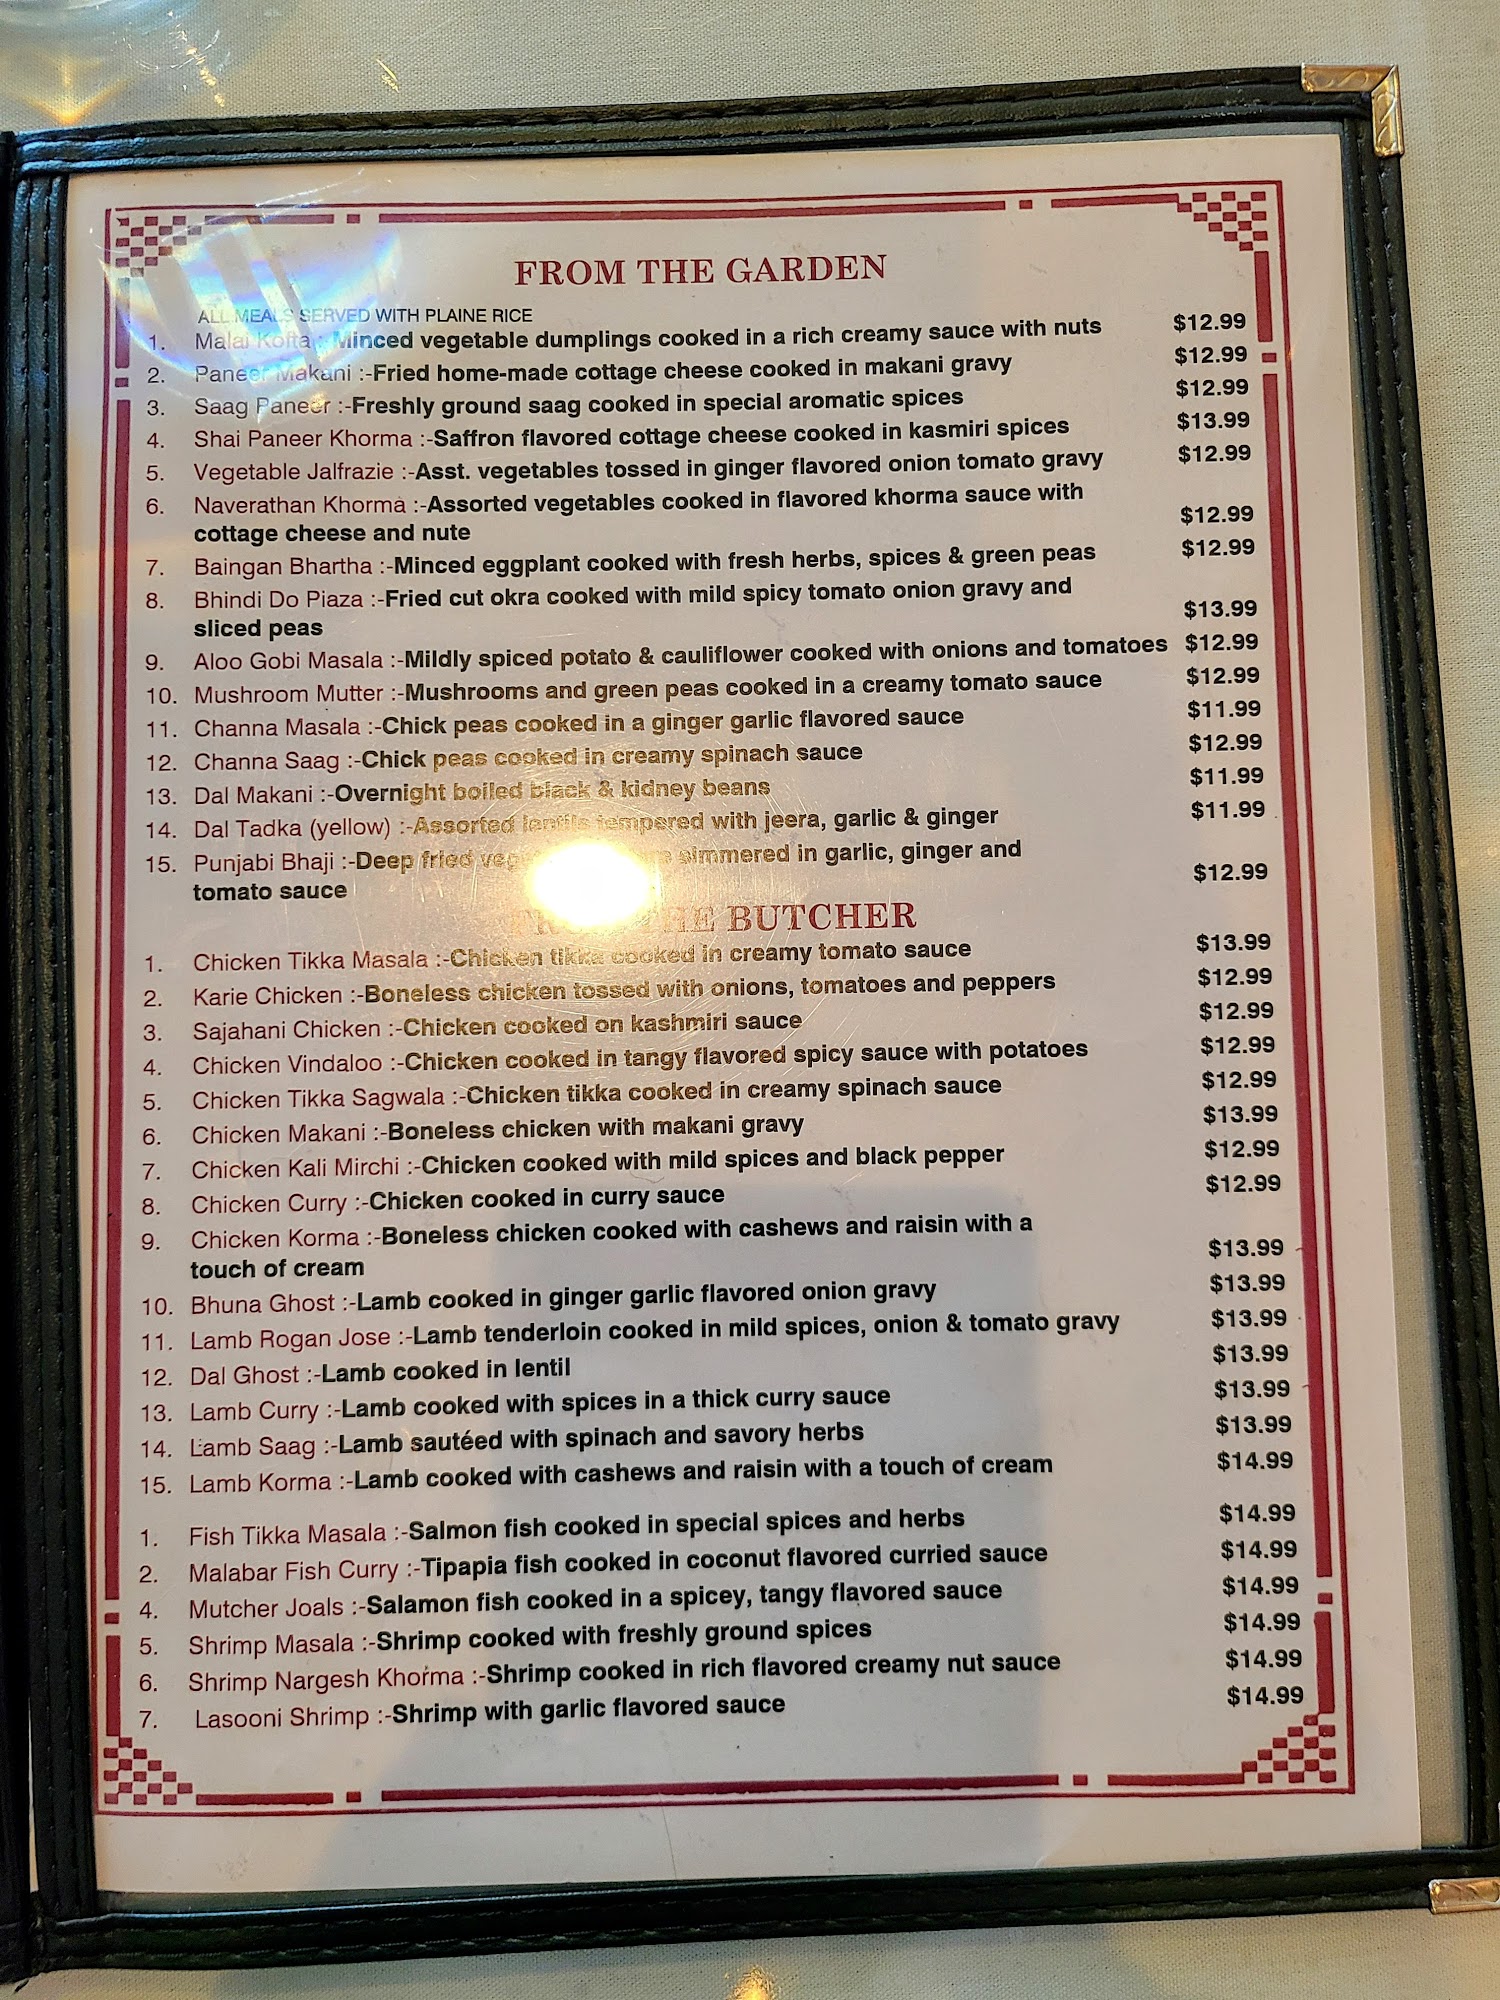 FROM THE GARDEN
ALL MEALS SERVED WITH PLAINE RICE
1. Malai Kofta :-Minced vegetable dumplings cooked in a rich creamy sauce with nuts $12.99
2. Paneer Makani :-Fried home-made cottage cheese cooked in makani gravy $12.99
3. Saag Paneer :-Freshly ground saag cooked in special aromatic spices $12.99
4. Shai Paneer Khorma :-Saffron flavored cottage cheese cooked in kasmiri spices $13.99
5. Vegetable Jalfrazie :-Asst. vegetables tossed in ginger flavored onion tomato gravy $12.99
6. Naverathan Khorma :-Assorted vegetables cooked in flavored khorma sauce with
cottage cheese and nute $12.99
7. Baingan Bhartha :-Minced eggplant cooked with fresh herbs, spices & green peas $12.99
8. Bhindi Do Piaza :-Fried cut okra cooked with mild spicy tomato onion gravy and
sliced peas $13.99
9. Aloo Gobi Masala :-Mildly spiced potato & cauliflower cooked with onions and tomatoes $12.99
10. Mushroom Mutter :-Mushrooms and green peas cooked in a creamy tomato sauce $12.99
11. Channa Masala :-Chick peas cooked in a ginger garlic flavored sauce $11.99
12. Channa Saag :-Chick peas cooked in creamy spinach sauce $12.99
13. Dal Makani :-Overnight boiled black & kidney beans $11.99
14. Dal Tadka (yellow) :-Assorted lentils tempered with jeera, garlic & ginger $11.99
15. Punjabi Bhaji :-Deep fried simmered in garlic, ginger and
tomato sauce $12.99
FROM THE BUTCHER
1. Chicken Tikka Masala :-Chicken tikka cooked in creamy tomato sauce $13.99
2. Karie Chicken :-Boneless chicken tossed with onions, tomatoes and peppers $12.99
3. Sajahani Chicken :-Chicken cooked on kashmiri sauce $12.99
4. Chicken Vindaloo :-Chicken cooked in tangy flavored spicy sauce with potatoes $12.99
5. Chicken Tikka Sagwala :-Chicken tikka cooked in creamy spinach sauce $12.99
6. Chicken Makani :-Boneless chicken with makani gravy $13.99
7. Chicken Kali Mirchi :-Chicken cooked with mild spices and black pepper $12.99
8. Chicken Curry :-Chicken cooked in curry sauce $12.99
9. Chicken Korma :-Boneless chicken cooked with cashews and raisin with a
touch of cream $13.99
10. Bhuna Ghost :-Lamb cooked in ginger garlic flavored onion gravy $13.99
11. Lamb Rogan Jose :-Lamb tenderloin cooked in mild spices, onion & tomato gravy $13.99
12. Dal Ghost :-Lamb cooked in lentil $13.99
13. Lamb Curry :-Lamb cooked with spices in a thick curry sauce $13.99
14. Lamb Saag :-Lamb sautéed with spinach and savory herbs $13.99
15. Lamb Korma :-Lamb cooked with cashews and raisin with a touch of cream $14.99
1. Fish Tikka Masala :-Salmon fish cooked in special spices and herbs $14.99
2. Malabar Fish Curry :-Tipapia fish cooked in coconut flavored curried sauce $14.99
4. Mutcher Joals :-Salamon fish cooked in a spicey, tangy flavored sauce $14.99
5. Shrimp Masala :-Shrimp cooked with freshly ground spices $14.99
6. Shrimp Nargesh Khorma :-Shrimp cooked in rich flavored creamy nut sauce $14.99
7. Lasooni Shrimp :-Shrimp with garlic flavored sauce $14.99